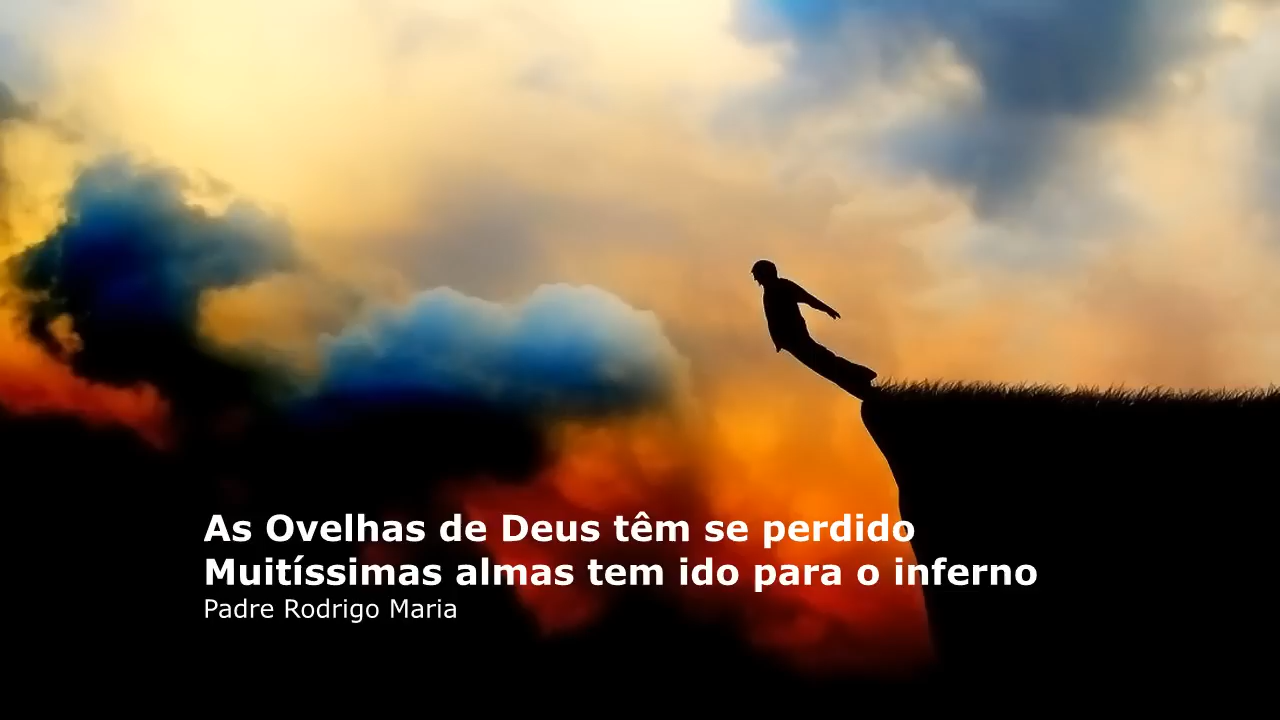 As Ovelhas de Deus têm se perdido
Muitíssimas almas tem ido para o inferno
Padre Rodrigo Maria